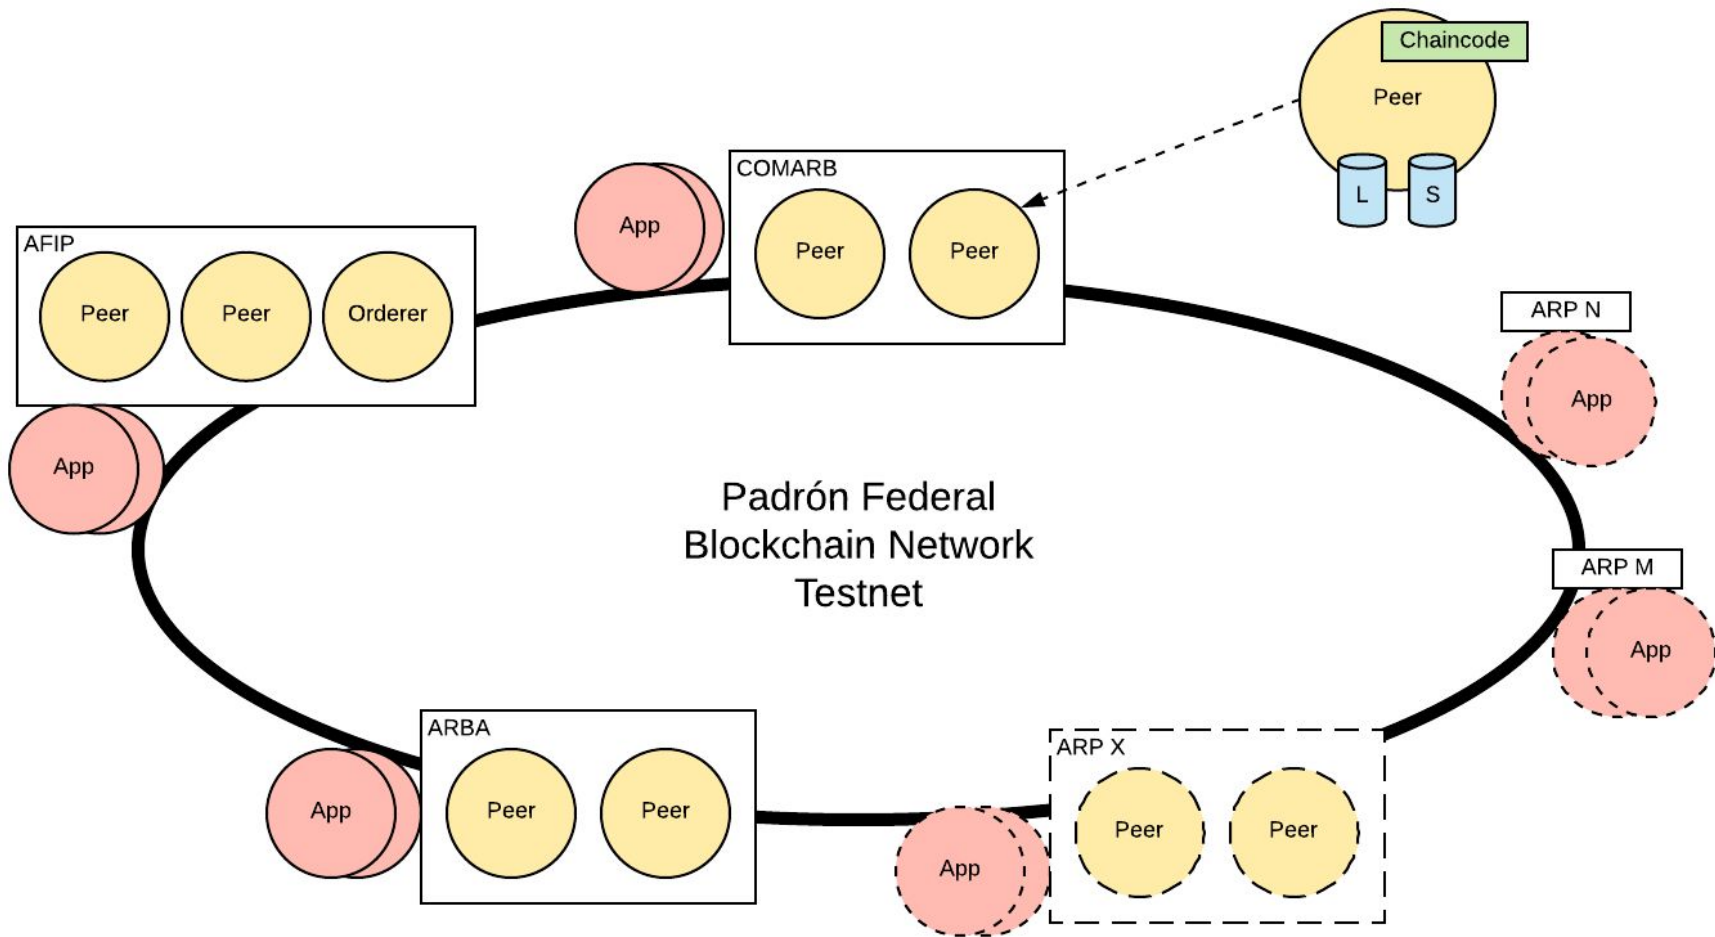 Chaincode
Peer
L
S
COMARB
App
Peer
Peer
AFIP
Peer
Peer
Orderer
App
ARP N
App
Padrón Federal
Blockchain Network
Testnet
ARP M
App
ARBA
App
Peer
Peer
ARP X
App
Peer
Peer